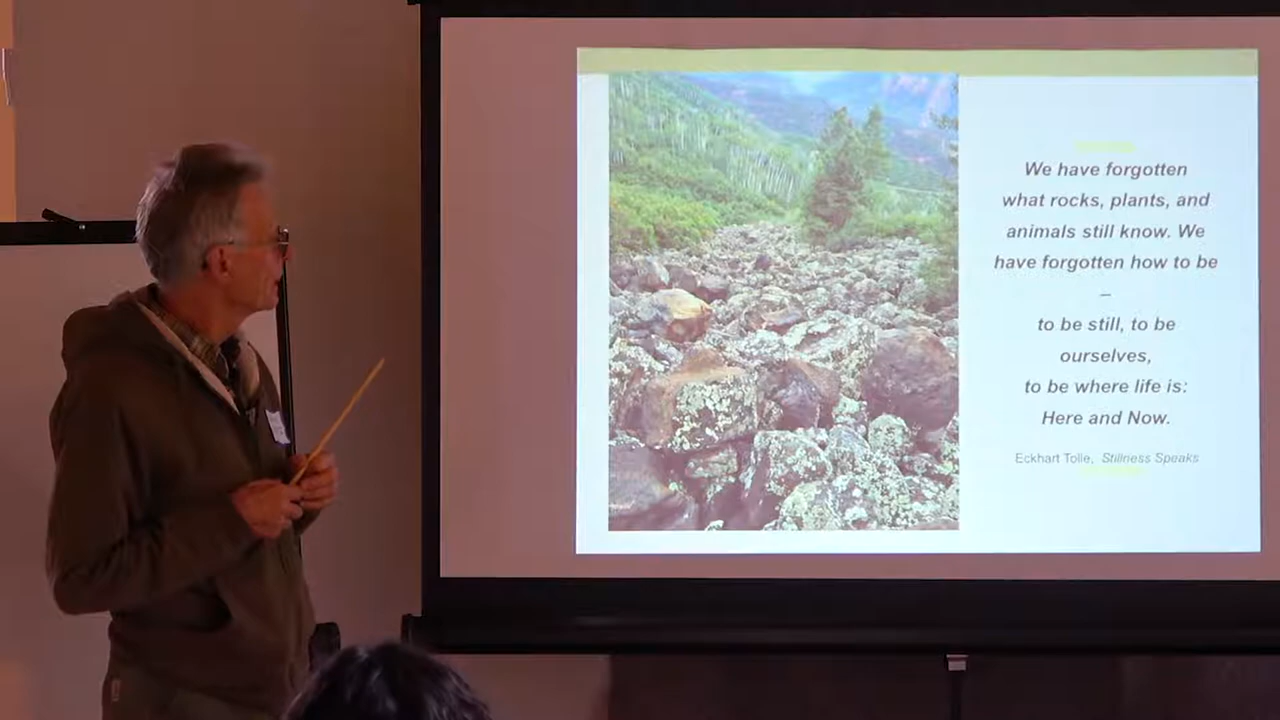 We have forgotten
what rocks, plants, and
animals still know. We
have forgotten how to be
–
to be still, to be
ourselves,
to be where life is:
Here and Now.
Eckhart Tolle, Stillness Speaks